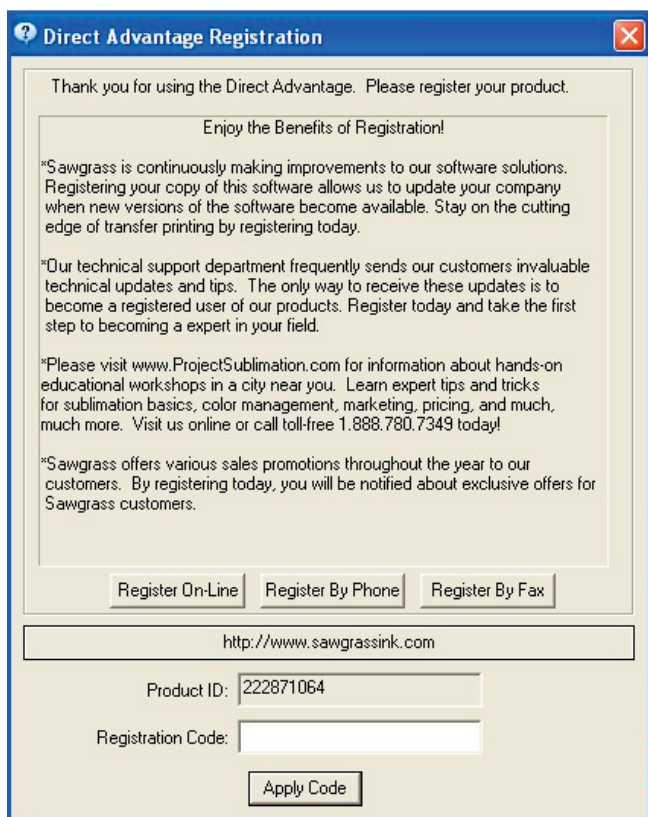 Direct Advantage Registration
Thank you for using the Direct Advantage. Please register your product.
Enjoy the Benefits of Registration!
*Sawgrass is continuously making improvements to our software solutions.
Registering your copy of this software allows us to update your company
when new versions of the software become available. Stay on the cutting
edge of transfer printing by registering today.
*Our technical support department frequently sends our customers invaluable
technical updates and tips. The only way to receive these updates is to
become a registered user of our products. Register today and take the first
step to becoming a expert in your field.
*Please visit www.ProjectSublimation.com for information about hands-on
educational workshops in a city near you. Learn expert tips and tricks
for sublimation basics, color management, marketing, pricing, and much,
much more. Visit us online or call toll-free 1.888.780.7349 today!
*Sawgrass offers various sales promotions throughout the year to our
customers. By registering today, you will be notified about exclusive offers for
Sawgrass customers.
Register On-Line Register By Phone Register By Fax
http://www.sawgrassink.com
Product ID: 222871064
Registration Code:
Apply Code